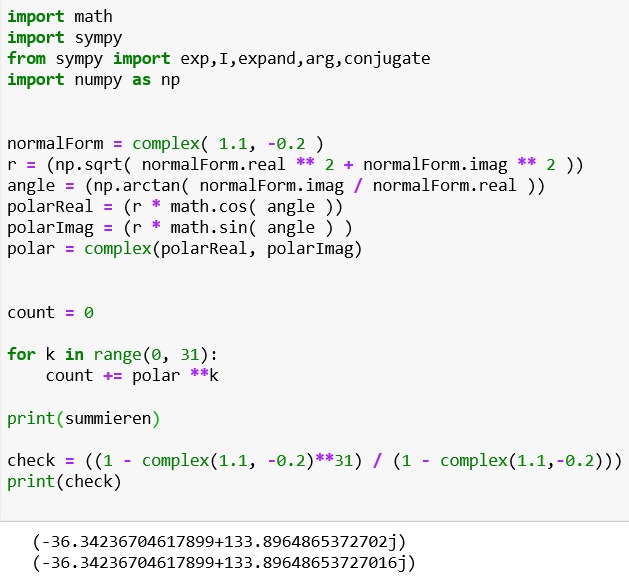 import math
import sympy
from sympy import exp,I,expand,arg,conjugate
import numpy as np
normalForm = complex( 1.1, -0.2 )
r = (np.sqrt( normalForm.real ** 2 + normalForm.imag ** 2 ))
angle = (np.arctan( normalForm.imag / normalForm.real ))
polarReal = (r * math.cos( angle ))
polarImag = (r * math.sin( angle ) )
polar = complex(polarReal, polarImag)
count = 0
for k in range(0, 31):
    count += polar **k
print(summieren)
check = ((1 - complex(1.1, -0.2)**31) / (1 - complex(1.1,-0.2)))
print(check)
(-36.34236704617899+133.8964865372702j)
(-36.34236704617899+133.89648653727016j)